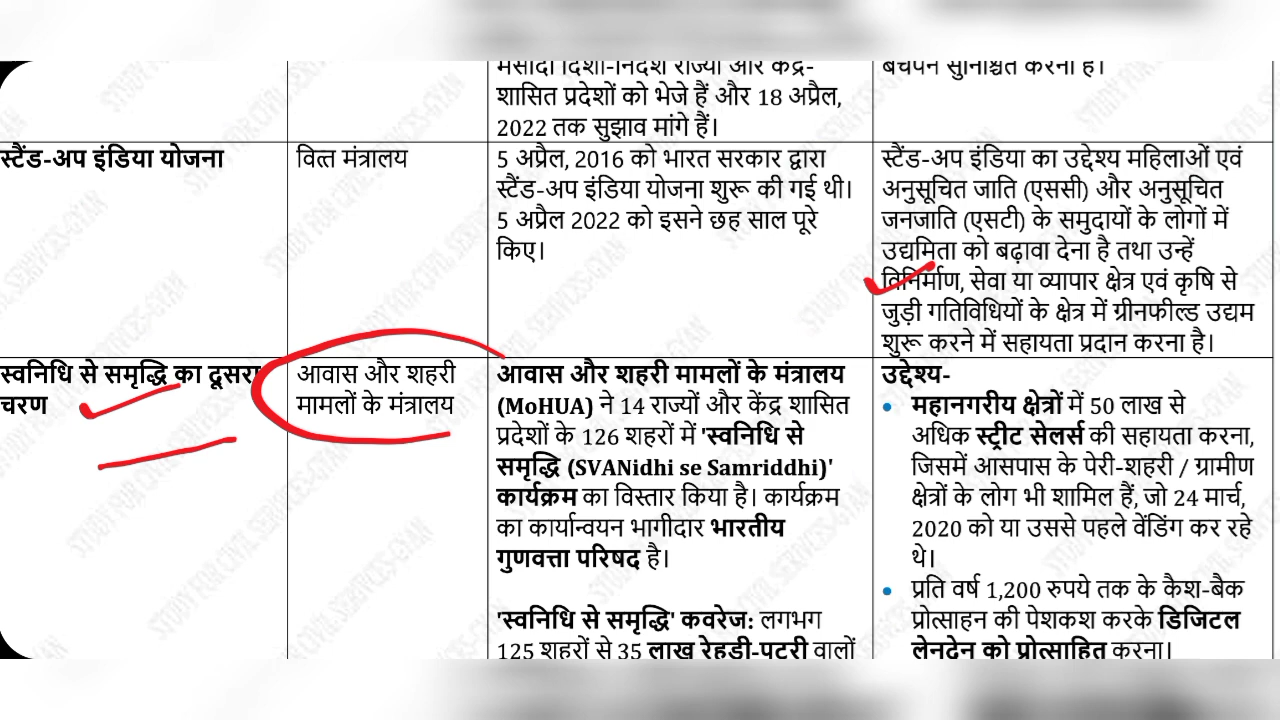 मसौदा दिशा-निर्देश राज्यों और केंद्र-
शासित प्रदेशों को भेजे हैं और 18 अप्रैल,
2022 तक सुझाव मांगे हैं।
बचपन सुनिश्चित करना है।
स्टैंड-अप इंडिया योजना
वित्त मंत्रालय
5 अप्रैल, 2016 को भारत सरकार द्वारा
स्टैंड-अप इंडिया योजना शुरू की गई थी।
5 अप्रैल 2022 को इसने छह साल पूरे
किए।
स्टैंड-अप इंडिया का उद्देश्य महिलाओं एवं
अनुसूचित जाति (एससी) और अनुसूचित
जनजाति (एसटी) के समुदायों के लोगों में
उद्यमिता को बढ़ावा देना है तथा उन्हें
विनिर्माण, सेवा या व्यापार क्षेत्र एवं कृषि से
जुड़ी गतिविधियों के क्षेत्र में ग्रीनफील्ड उद्यम
शुरू करने में सहायता प्रदान करना है।
स्वनिधि से समृद्धि का दूसरा
चरण
आवास और शहरी
मामलों के मंत्रालय
आवास और शहरी मामलों के मंत्रालय
(MoHUA) ने 14 राज्यों और केंद्र शासित
प्रदेशों के 126 शहरों में 'स्वनिधि से
समृद्धि (SVANidhi se Samriddhi)'
कार्यक्रम का विस्तार किया है। कार्यक्रम
का कार्यान्वयन भागीदार भारतीय
गुणवत्ता परिषद है।
'स्वनिधि से समृद्धि' कवरेज: लगभग
125 शहरों से 35 लाख रेहड़ी-पटरी वालों
उद्देश्य-
• महानगरीय क्षेत्रों में 50 लाख से
अधिक स्ट्रीट सेलर्स की सहायता करना,
जिसमें आसपास के पेरी-शहरी / ग्रामीण
क्षेत्रों के लोग भी शामिल हैं, जो 24 मार्च,
2020 को या उससे पहले वेंडिंग कर रहे
थे।
• प्रति वर्ष 1,200 रुपये तक के कैश-बैक
प्रोत्साहन की पेशकश करके डिजिटल
लेनदेन को प्रोत्साहित करना।